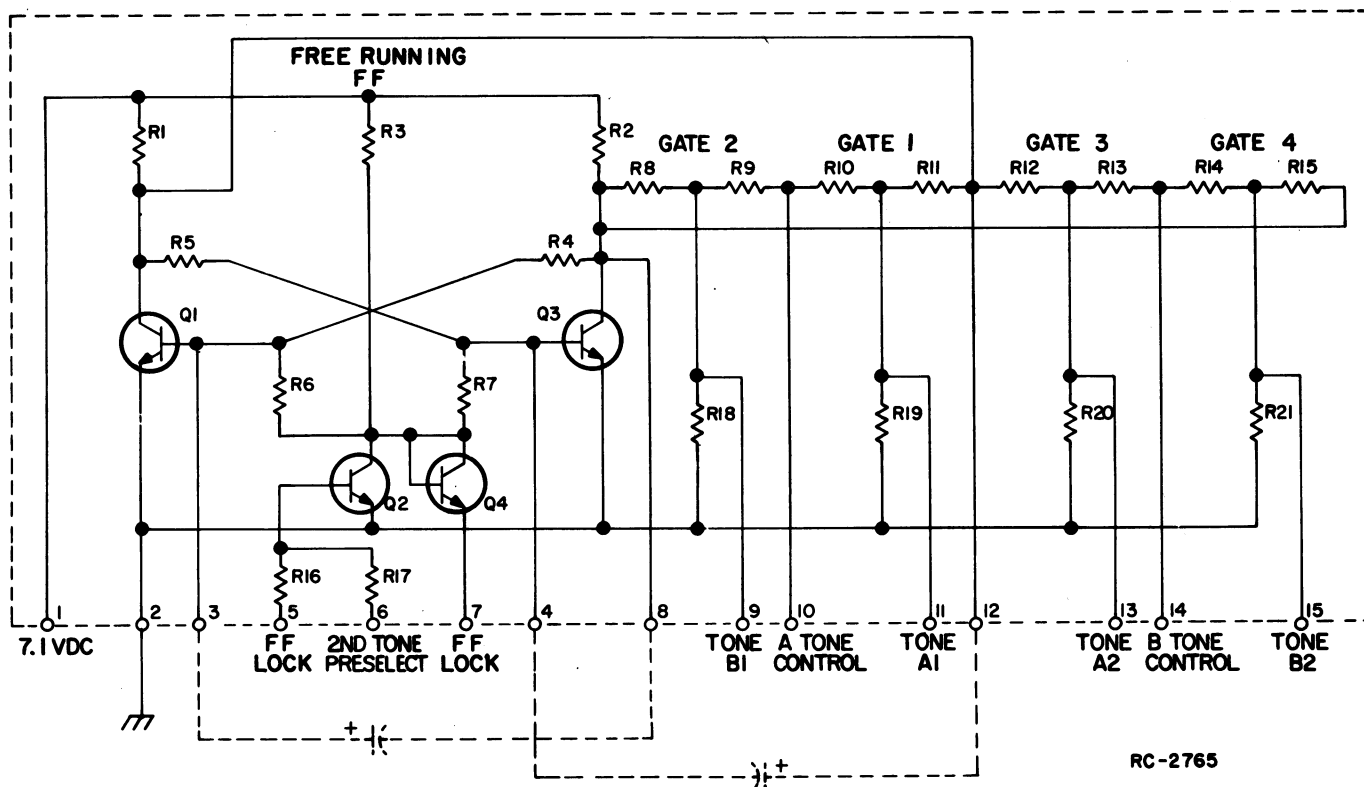 FREE RUNNING
FF
R1
R3
R2
GATE 2
GATE 1
GATE 3
GATE 4
R8
R9
R10
R11
R12
R13
R14
R15
R5
R4
Q1
Q3
R6
R7
R18
R19
R20
R21
Q2
Q4
R16
R17
1
2
3
5
6
7
4
8
9
10
11
12
13
14
15
7.1 VDC
FF
LOCK
2ND TONE
PRESELECT
FF
LOCK
TONE
B1
A TONE
CONTROL
TONE
A1
TONE
A2
B TONE
CONTROL
TONE
B2
+
+
RC-2765